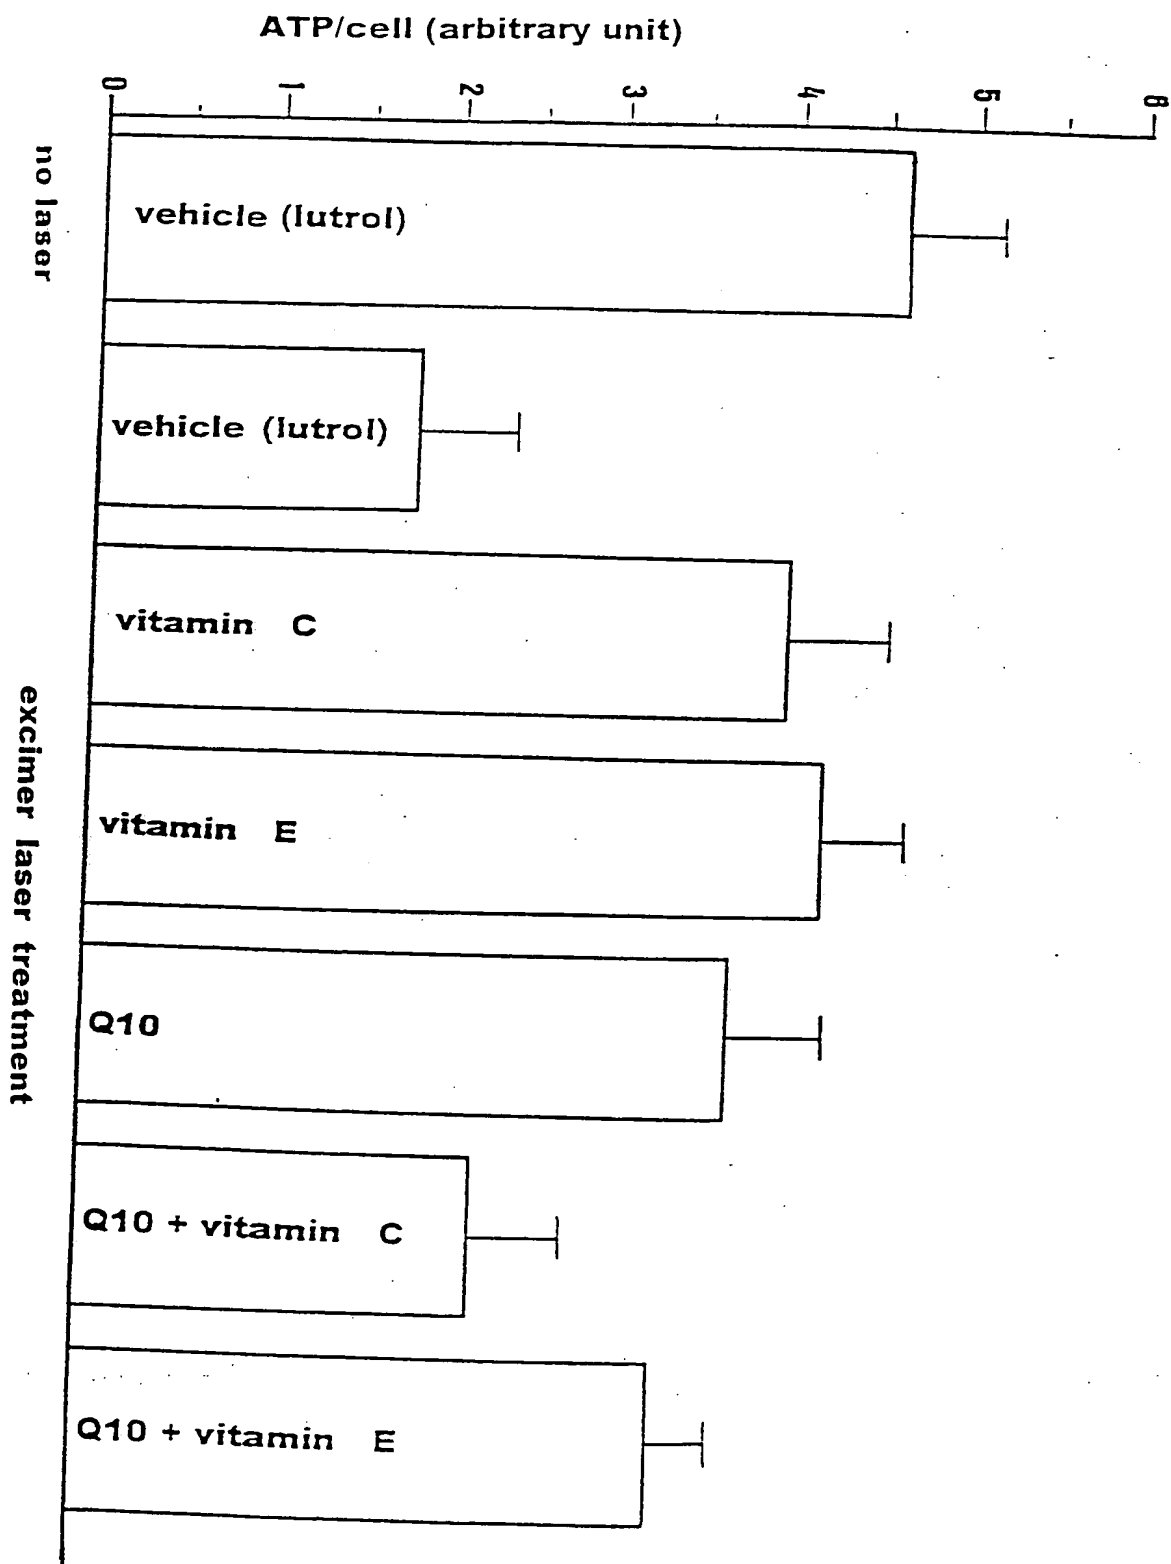 ATP/cell (arbitrary unit)
0 1 2 3 4 5 6
no laser
vehicle (lutrol)
vehicle (lutrol)
vitamin C
vitamin E
Q10
Q10 + vitamin C
Q10 + vitamin E
excimer laser treatment